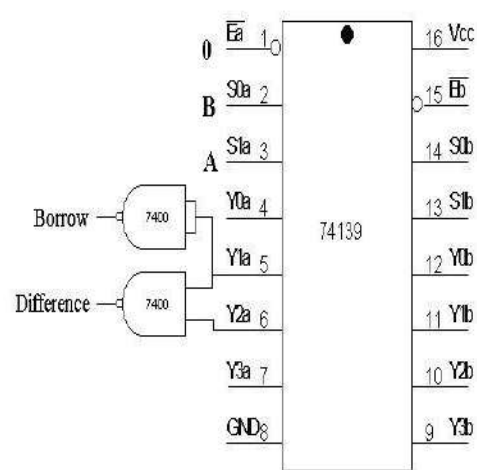 0 Ea 1 16 Vcc
B S0a 2 15 Eb
A S1a 3 14 S0b
Y0a 4 13 S1b
Borrow 7400
74139
Y1a 5 12 Y0b
Difference 7400
Y2a 6 11 Y1b
Y3a 7 10 Y2b
GND 8 9 Y3b